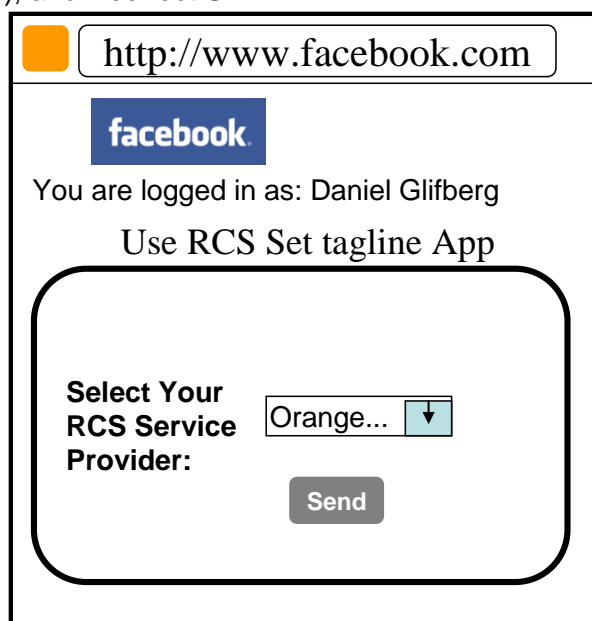 http://www.facebook.com
facebook.
You are logged in as: Daniel Glifberg
Use RCS Set tagline App
Select Your
RCS Service
Provider:
Orange...
Send